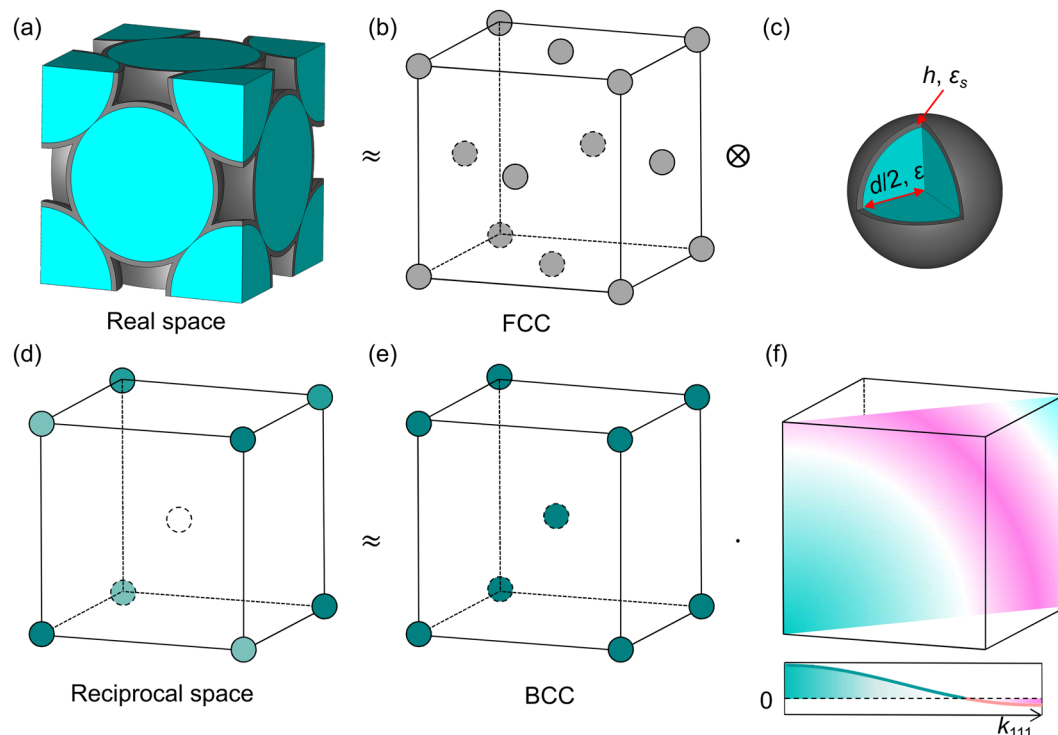 (a)
(b)
(c)
h, εs
d/2, ε
≈
⊗
Real space
FCC
(d)
(e)
(f)
≈
·
Reciprocal space
BCC
0
k111